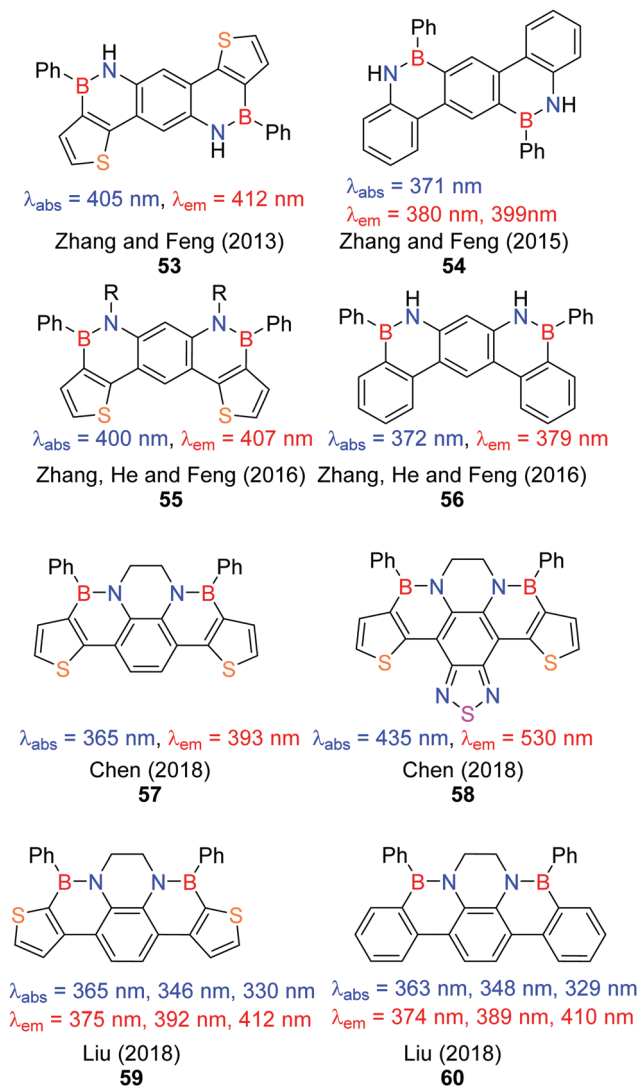 Ph
H
N
B
S
S
B
N
H
Ph
λabs = 405 nm, λem = 412 nm
Zhang and Feng (2013)
53
Ph
B
H N
N H
B
Ph
λabs = 371 nm
λem = 380 nm, 399nm
Zhang and Feng (2015)
54
R R
Ph B N N B Ph
S S
λabs = 400 nm, λem = 407 nm
Zhang, He and Feng (2016)
55
H H
Ph B N N B Ph
λabs = 372 nm, λem = 379 nm
Zhang, He and Feng (2016)
56
Ph Ph
B N N B
S S
λabs = 365 nm, λem = 393 nm
Chen (2018)
57
Ph Ph
B N N B
S S
N N
S
λabs = 435 nm, λem = 530 nm
Chen (2018)
58
Ph Ph
B N N B
S S
λabs = 365 nm, 346 nm, 330 nm
λem = 375 nm, 392 nm, 412 nm
Liu (2018)
59
Ph Ph
B N N B
λabs = 363 nm, 348 nm, 329 nm
λem = 374 nm, 389 nm, 410 nm
Liu (2018)
60